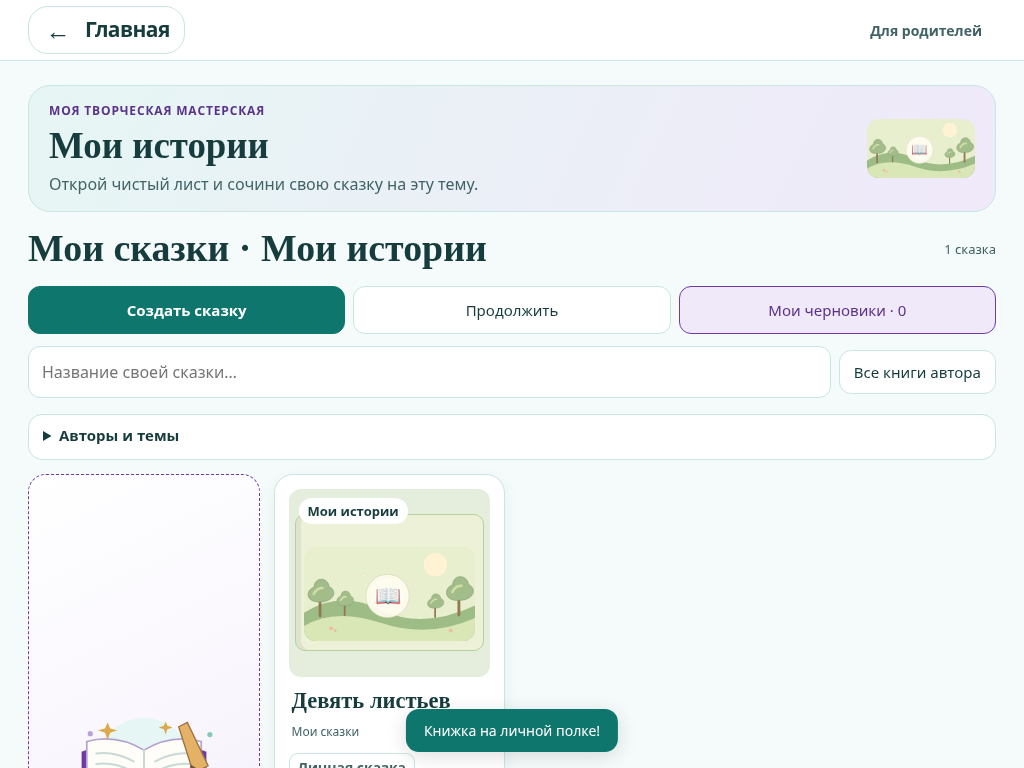 ← Главная
Для родителей
МОЯ ТВОРЧЕСКАЯ МАСТЕРСКАЯ
Мои истории
Открой чистый лист и сочини свою сказку на эту тему.
Мои сказки · Мои истории
1 сказка
Создать сказку
Продолжить
Мои черновики · 0
Название своей сказки...
Все книги автора
Авторы и темы
Мои истории
Девять листьев
Мои сказки
Книжка на личной полке!
Личная сказка